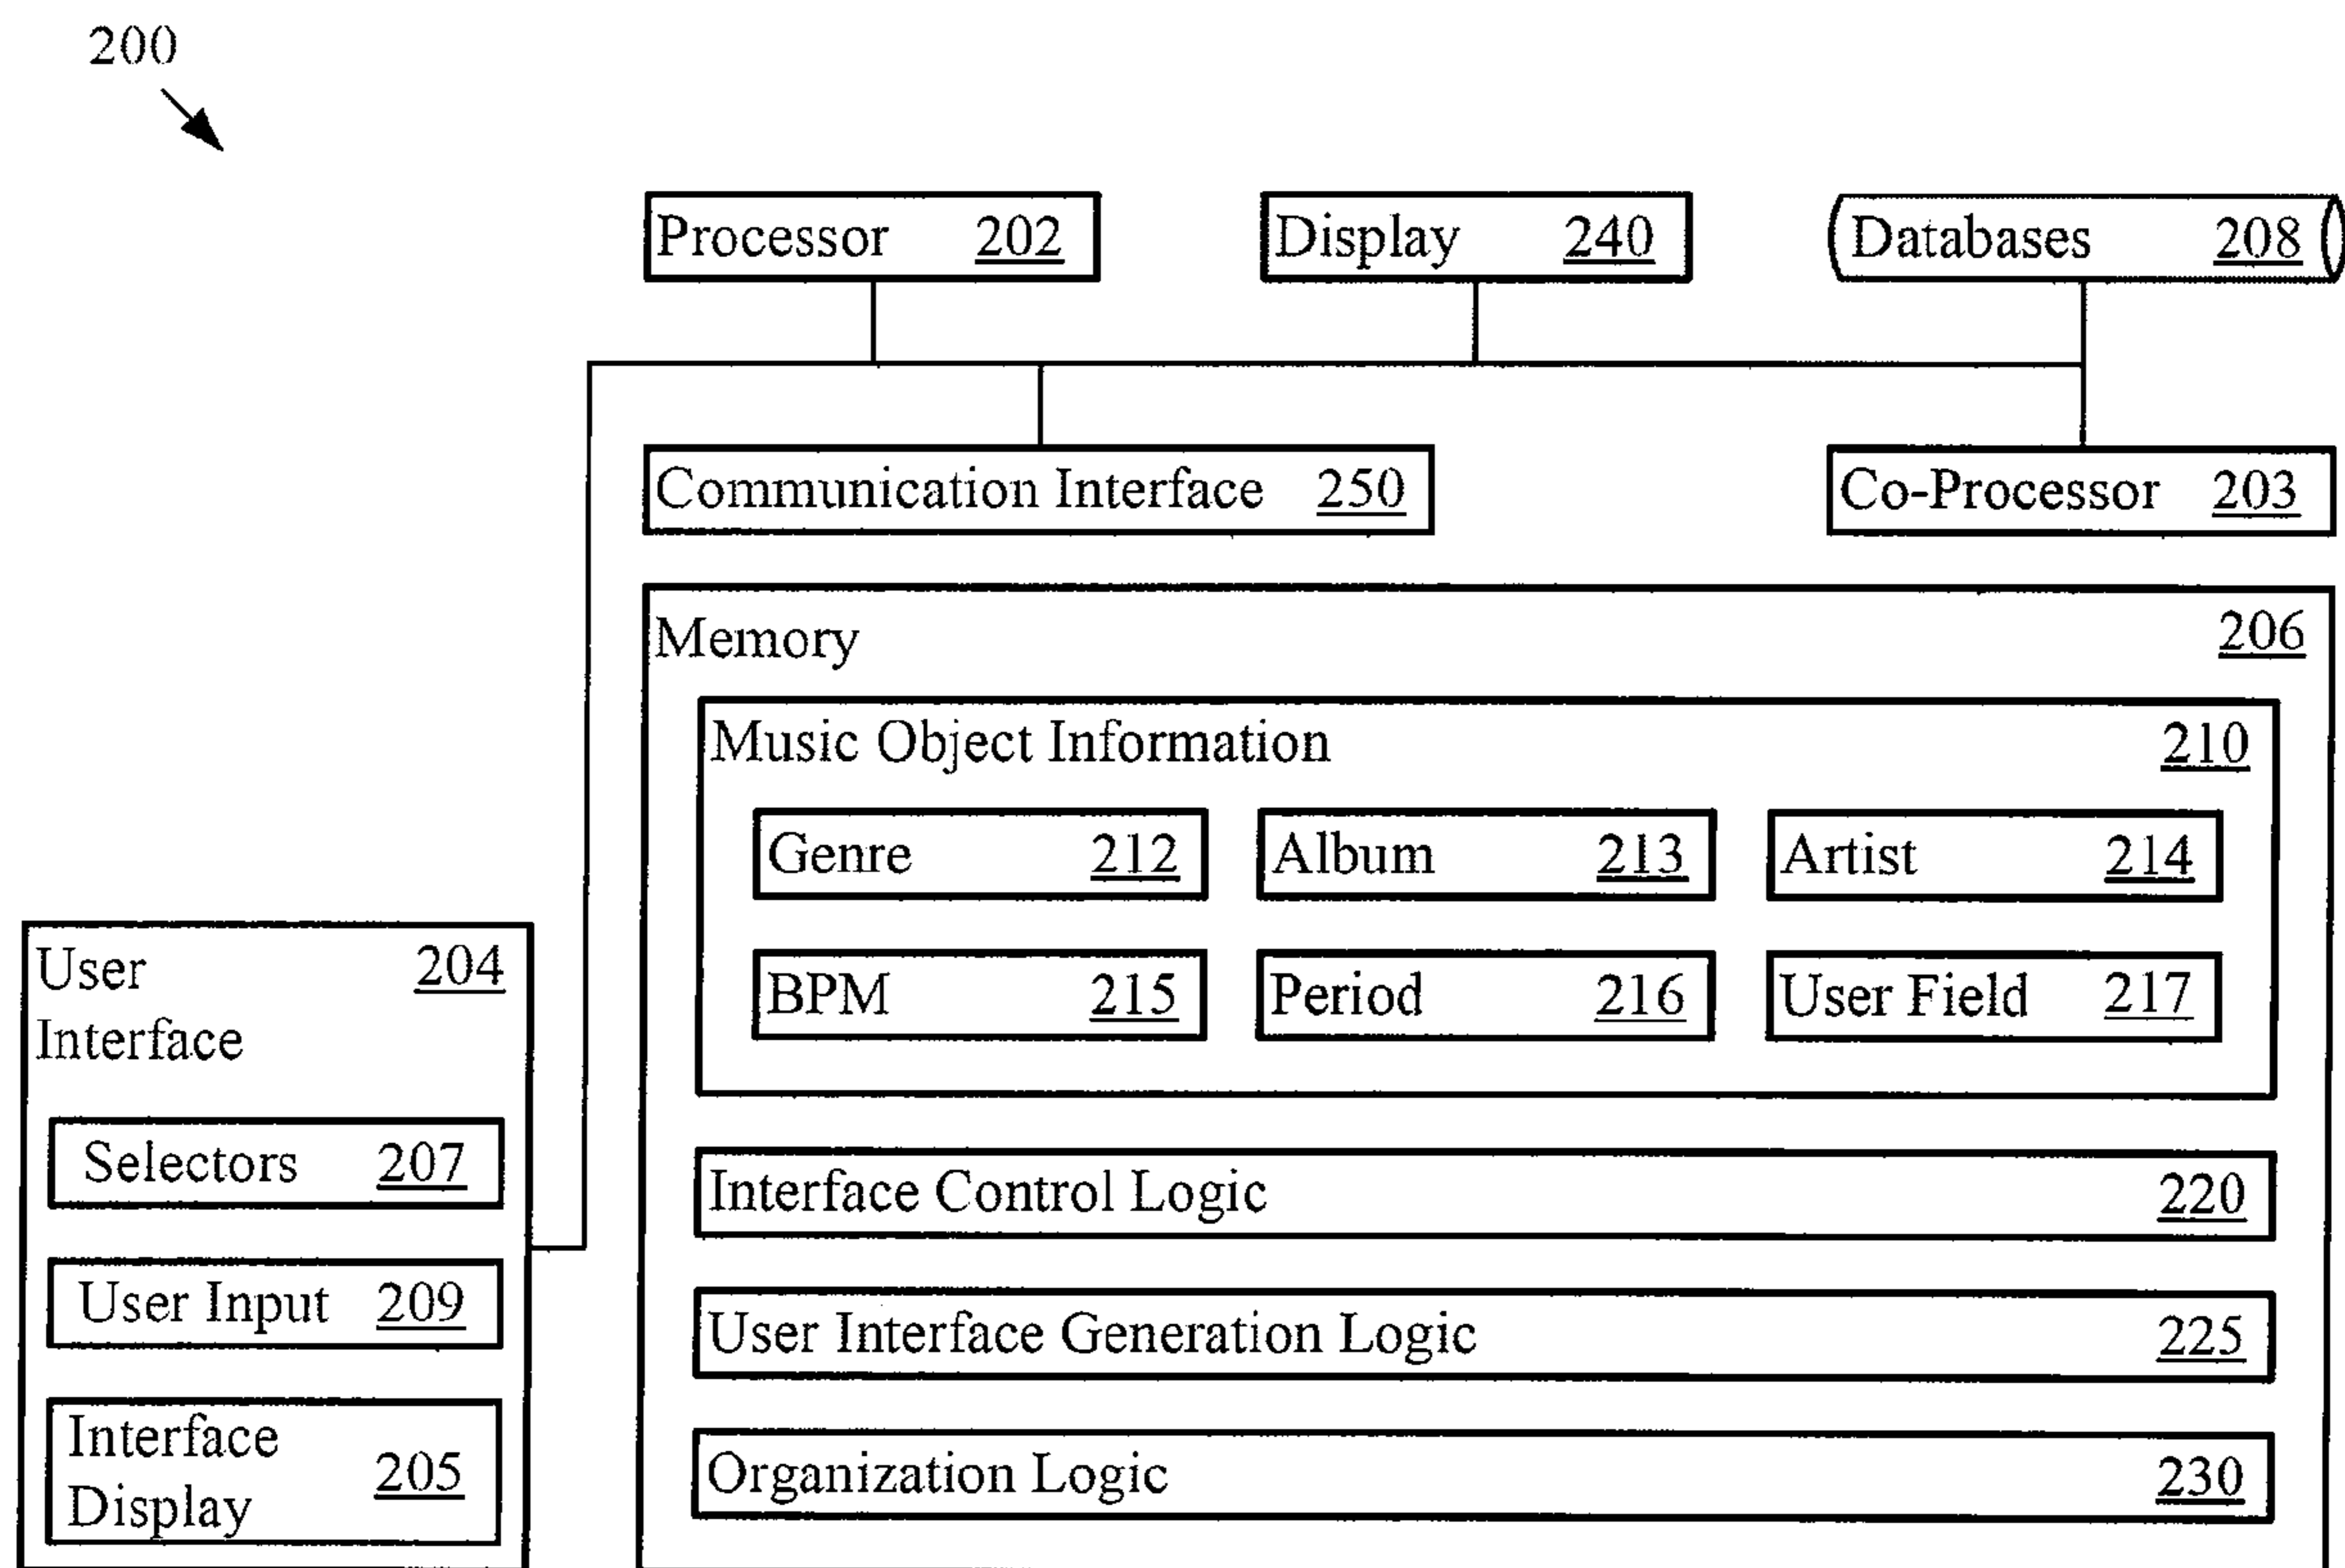 200
Processor 202
Display 240
Databases 208
Communication Interface 250
Co-Processor 203
Memory 206
Music Object Information 210
Genre 212
Album 213
Artist 214
BPM 215
Period 216
User Field 217
Interface Control Logic 220
User Interface Generation Logic 225
Organization Logic 230
User 204
Interface
Selectors 207
User Input 209
Interface
Display 205